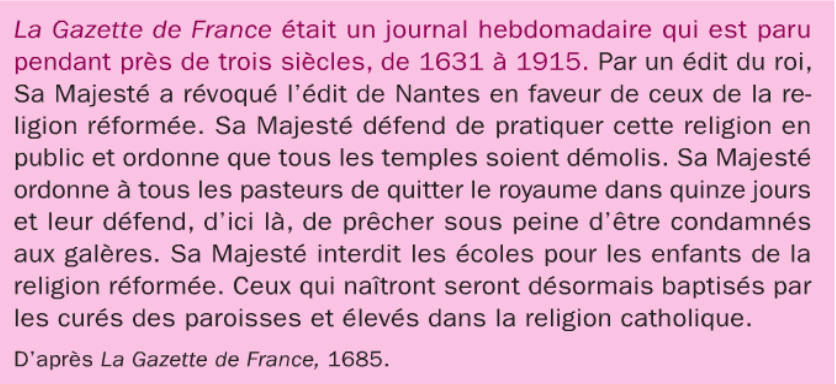 La Gazette de France était un journal hebdomadaire qui est paru
pendant près de trois siècles, de 1631 à 1915. Par un édit du roi,
Sa Majesté a révoqué l’édit de Nantes en faveur de ceux de la re-
ligion réformée. Sa Majesté défend de pratiquer cette religion en
public et ordonne que tous les temples soient démolis. Sa Majesté
ordonne à tous les pasteurs de quitter le royaume dans quinze jours
et leur défend, d’ici là, de prêcher sous peine d’être condamnés
aux galères. Sa Majesté interdit les écoles pour les enfants de la
religion réformée. Ceux qui naîtront seront désormais baptisés par
les curés des paroisses et élevés dans la religion catholique.
D’après La Gazette de France, 1685.